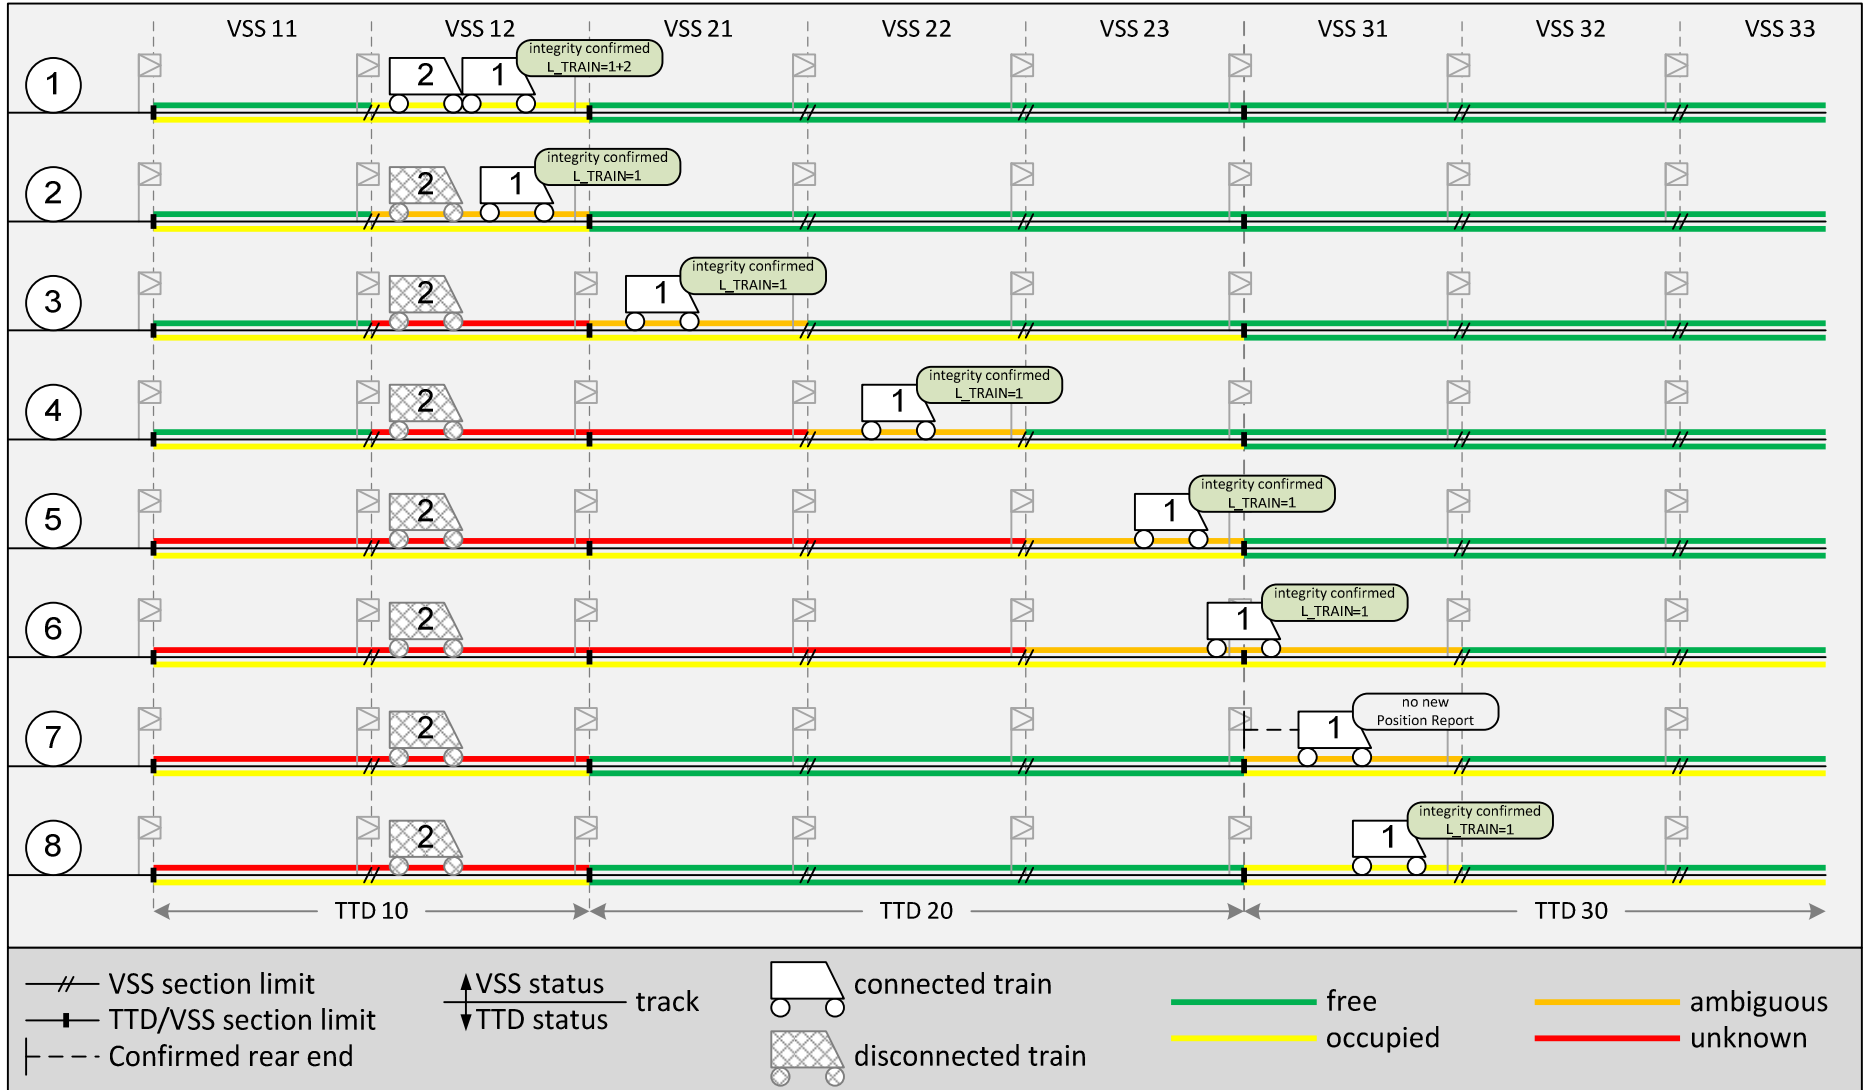 VSS 11 VSS 12 VSS 21 VSS 22 VSS 23 VSS 31 VSS 32 VSS 33
1
2
1
integrity confirmed
L_TRAIN=1+2
2
2
1
integrity confirmed
L_TRAIN=1
3
2
1
integrity confirmed
L_TRAIN=1
4
2
1
integrity confirmed
L_TRAIN=1
5
2
1
integrity confirmed
L_TRAIN=1
6
2
1
integrity confirmed
L_TRAIN=1
7
2
1
no new
Position Report
8
2
1
integrity confirmed
L_TRAIN=1
TTD 10 TTD 20 TTD 30
VSS section limit
TTD/VSS section limit
Confirmed rear end
VSS status
TTD status
track
connected train
disconnected train
free
occupied
ambiguous
unknown